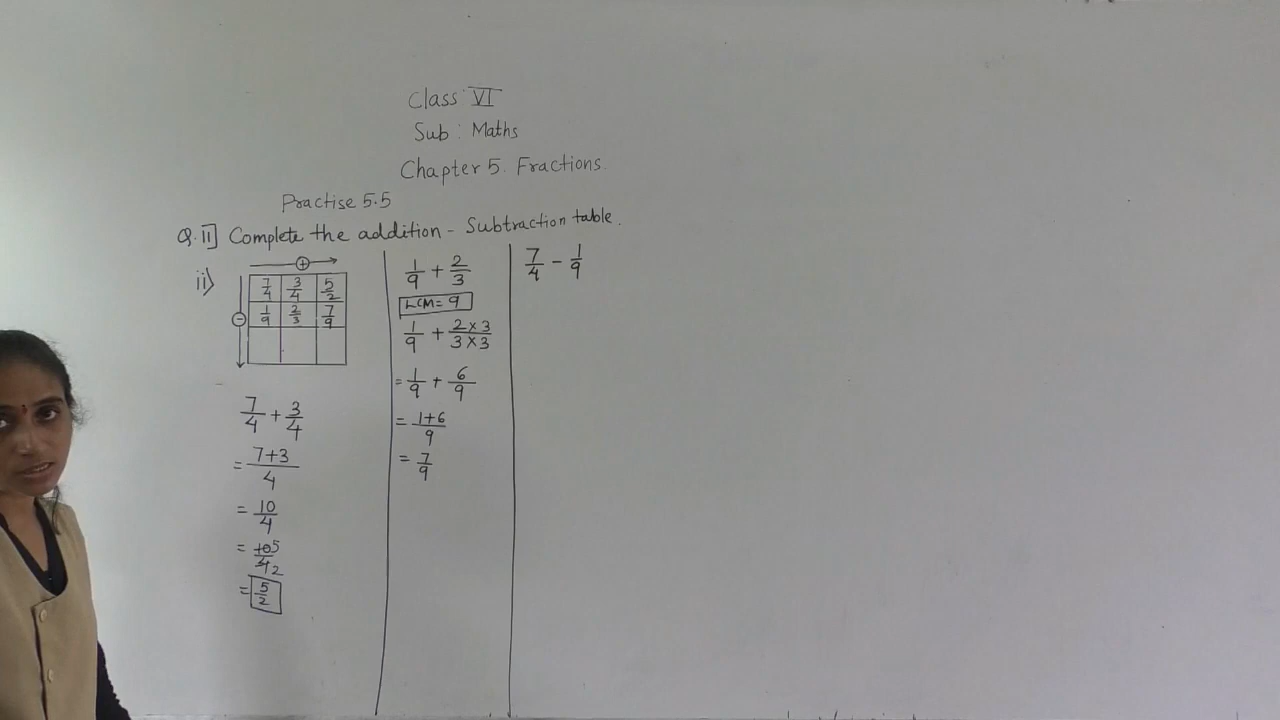 Class VI
Sub : Maths
Chapter 5. Fractions.
Practise 5.5
Q.11] Complete the addition - Subtraction table.
ii)
+
7/4 3/4 5/2
- 1/9 2/3 7/9
7/4 + 3/4
= 7+3/4
= 10/4
= 10 5/4 2
= 5/2
1/9 + 2/3
LCM = 9
1/9 + 2×3/3×3
= 1/9 + 6/9
= 1+6/9
= 7/9
7/4 - 1/9